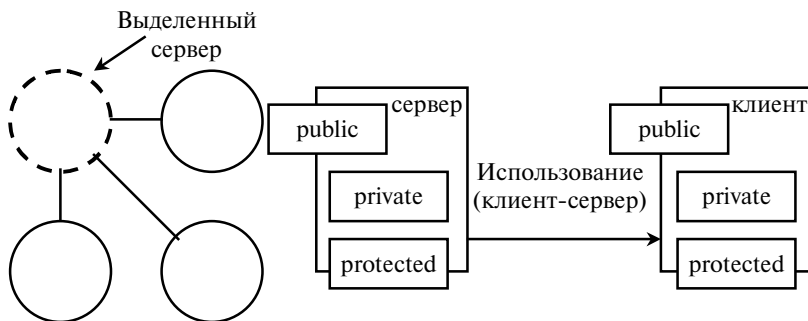 Выделенный
сервер
сервер
public
private
protected
Использование
(клиент-сервер)
клиент
public
private
protected